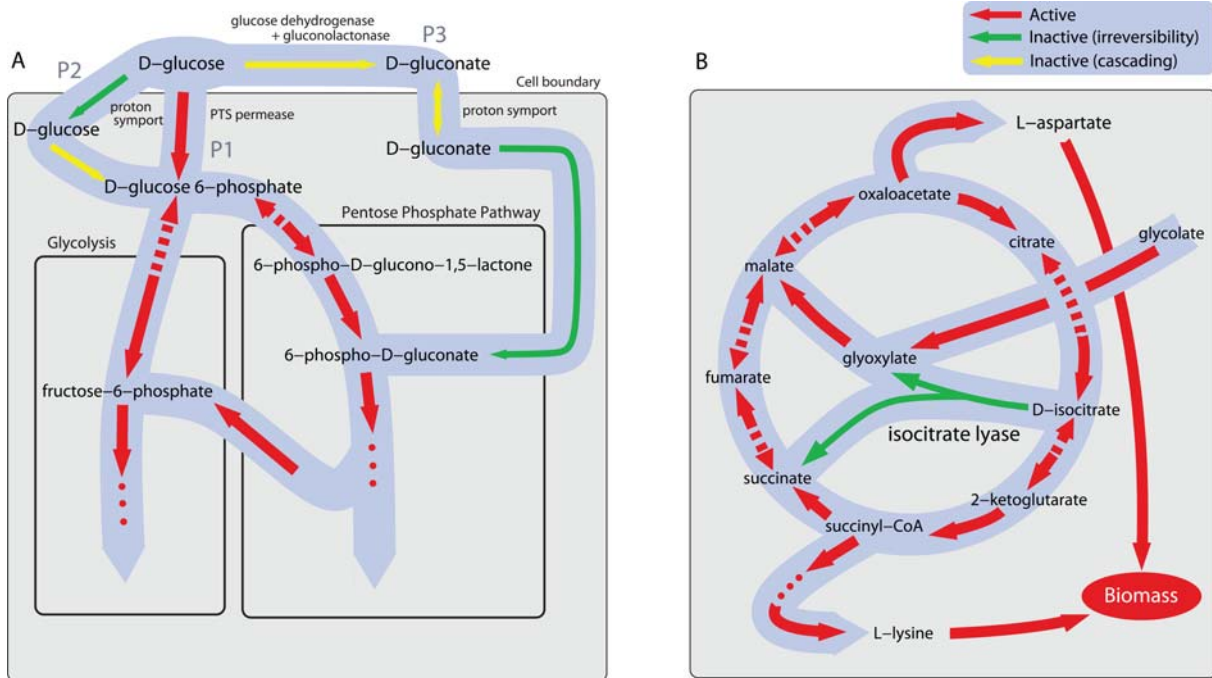 A
glucose dehydrogenase
+ gluconolactonase
P3
P2
D–glucose
D–gluconate
Cell boundary
proton
symport
PTS permease
proton symport
D–glucose
P1
D–gluconate
D–glucose 6–phosphate
Pentose Phosphate Pathway
Glycolysis
6–phospho–D–glucono–1,5–lactone
6–phospho–D–gluconate
fructose–6–phosphate
B
Active
Inactive (irreversibility)
Inactive (cascading)
L–aspartate
oxaloacetate
citrate
glycolate
malate
glyoxylate
fumarate
D–isocitrate
isocitrate lyase
succinate
2–ketoglutarate
succinyl–CoA
Biomass
L–lysine